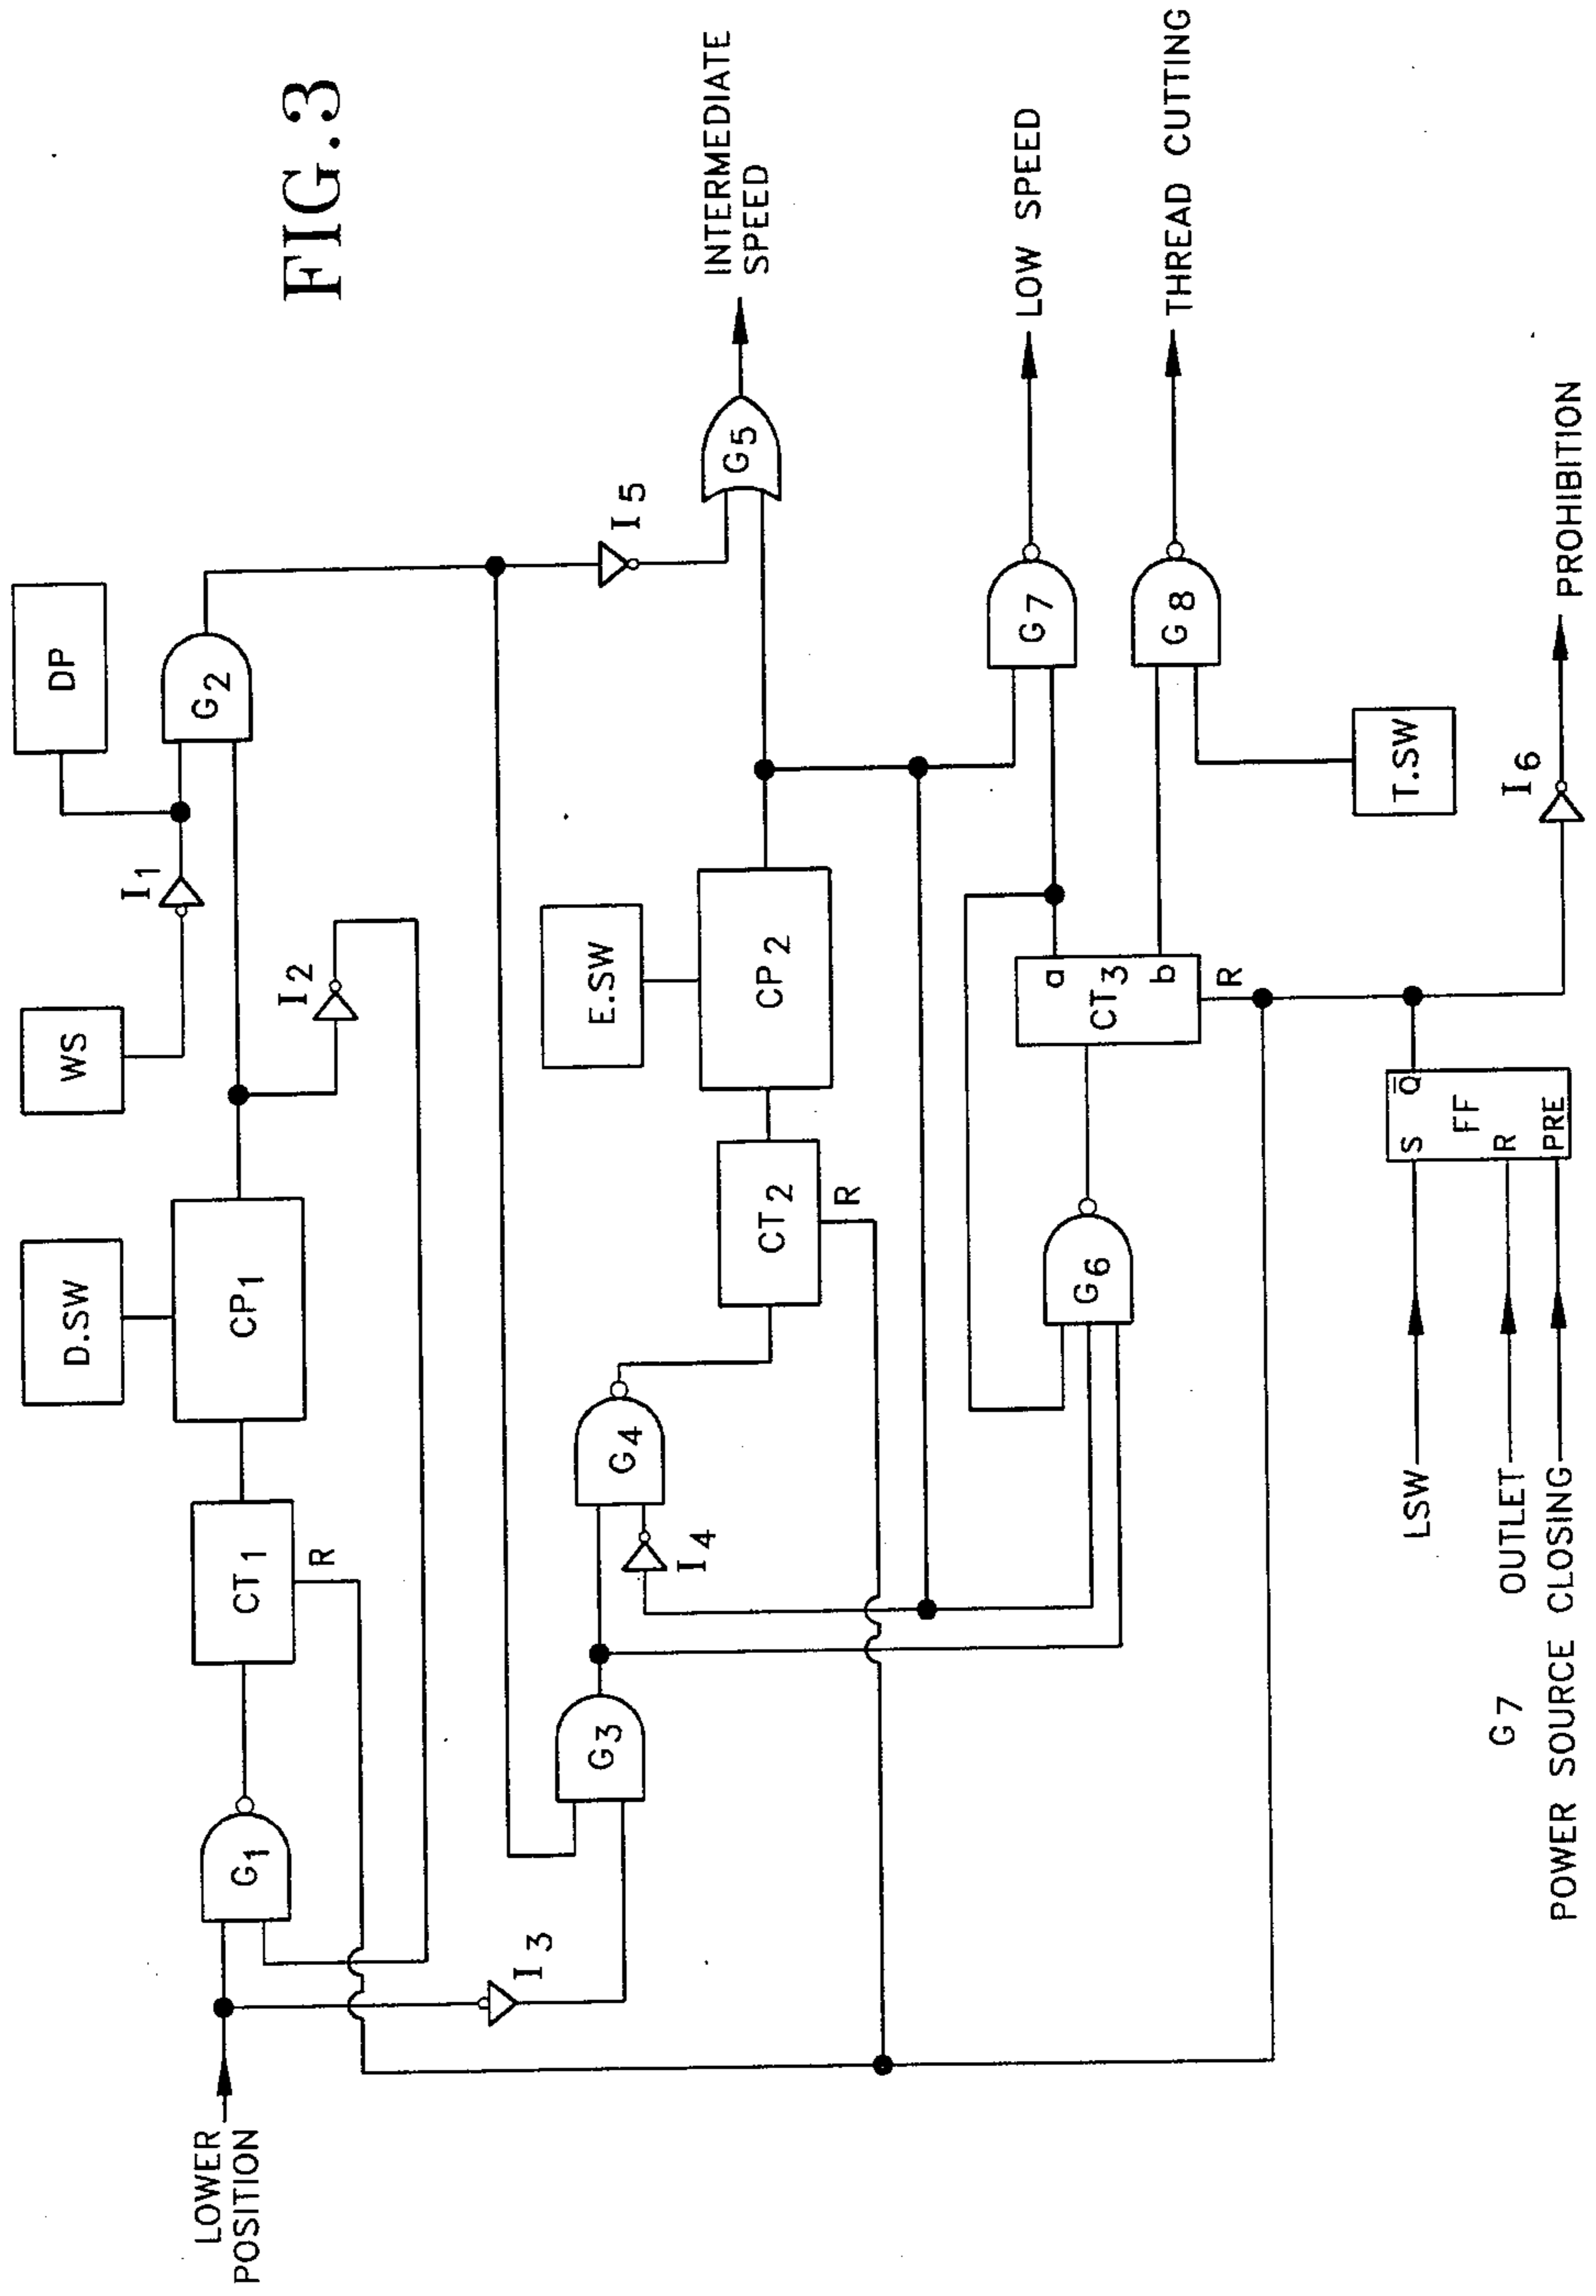 FIG.3
LOWER
POSITION
G1
CT1
R
D.SW
CP1
I2
WS
I1
DP
G2
I3
G3
I4
G4
CT2
R
E.SW
CP2
I5
G5
INTERMEDIATE
SPEED
G6
CT3
a
b
R
G7
LOW SPEED
G8
THREAD CUTTING
T.SW
LSW
OUTLET
G7
POWER SOURCE CLOSING
S
R
PRE
FF
Q̅
I6
PROHIBITION